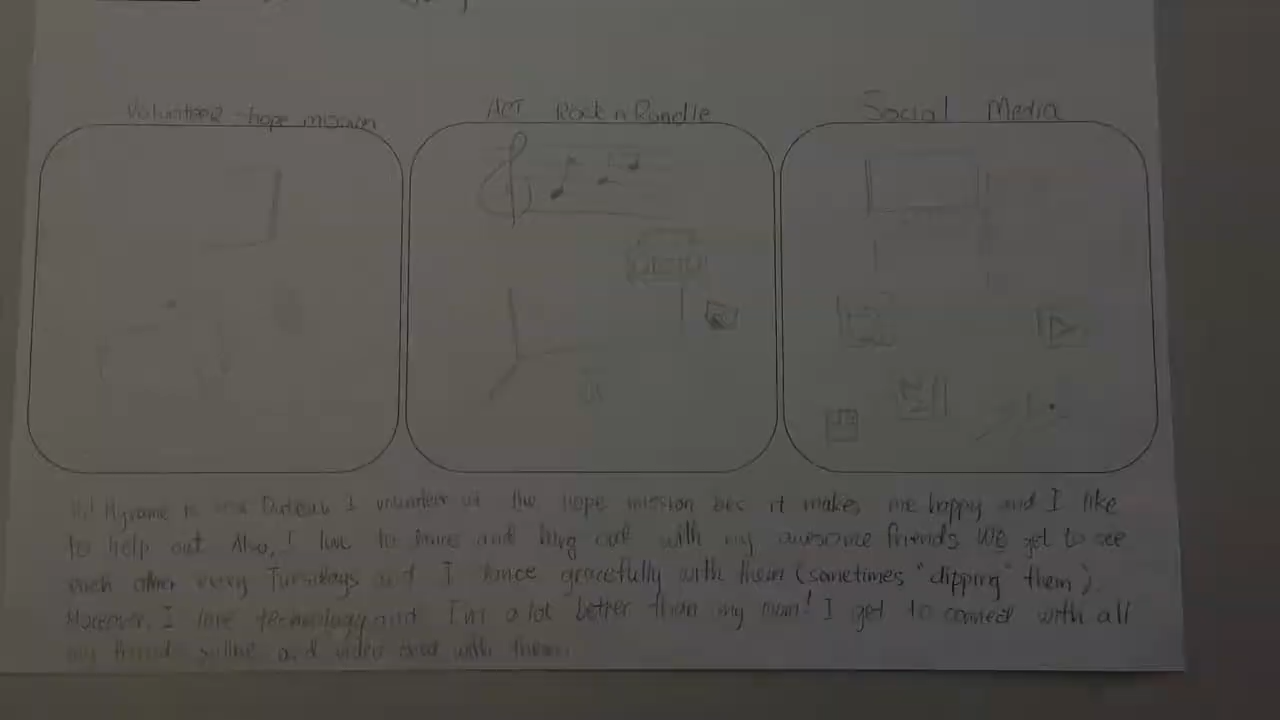 Volunteer - hope mission
ACT Rock n Rundle
Social Media
Hi! My name is I volunteer at the hope mission bec it makes me happy and I like
to help out. Also, I love to dance and hang out with my awesome friends. We get to see
each other every Tuesdays and I dance gracefully with them (sometimes "dipping" them).
Moreover, I love technology and I'm a lot better than my mom! I get to connect with all
my friends online and video chat with them.